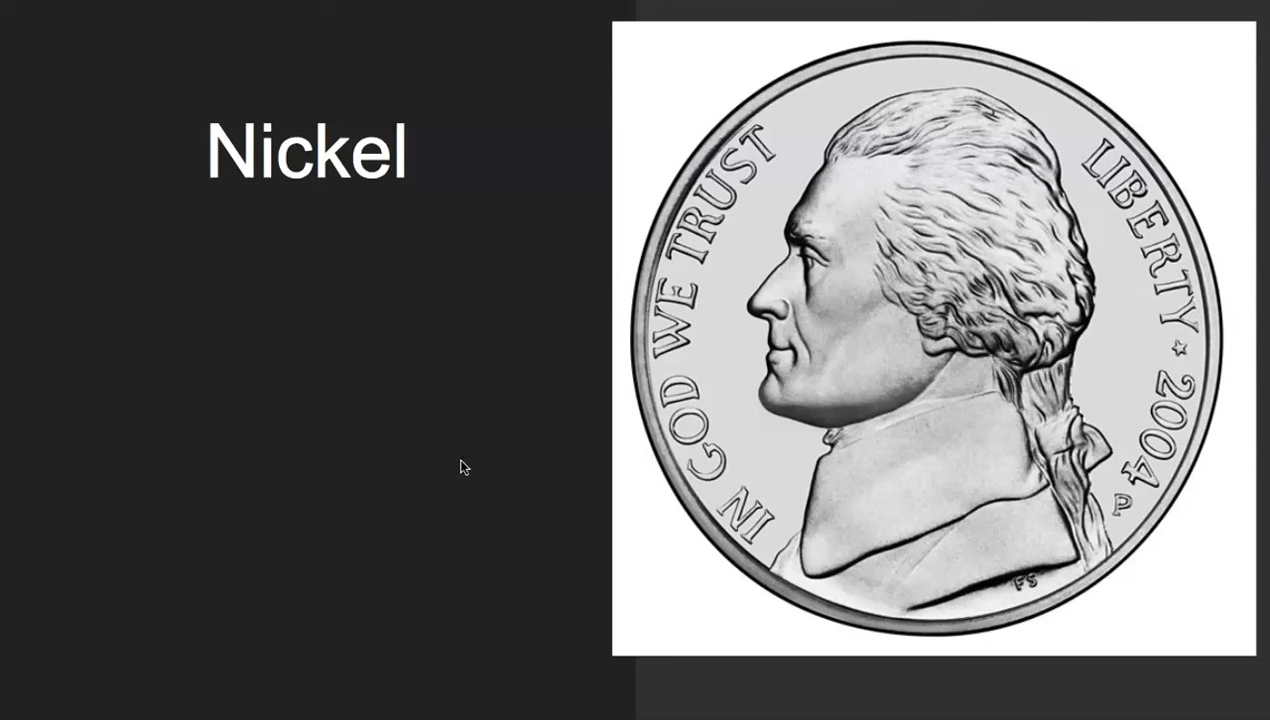 Nickel
IN GOD WE TRUST
LIBERTY ★ 2004
P
FS